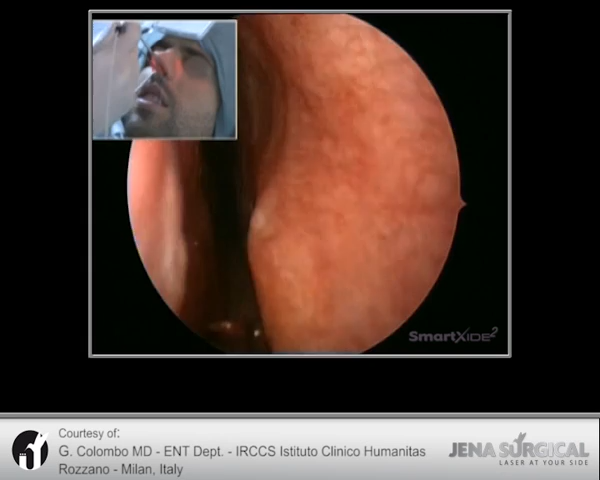 SmartXide²
Courtesy of:
G. Colombo MD - ENT Dept. - IRCCS Istituto Clinico Humanitas
Rozzano - Milan, Italy
JENA SURGICAL
LASER AT YOUR SIDE